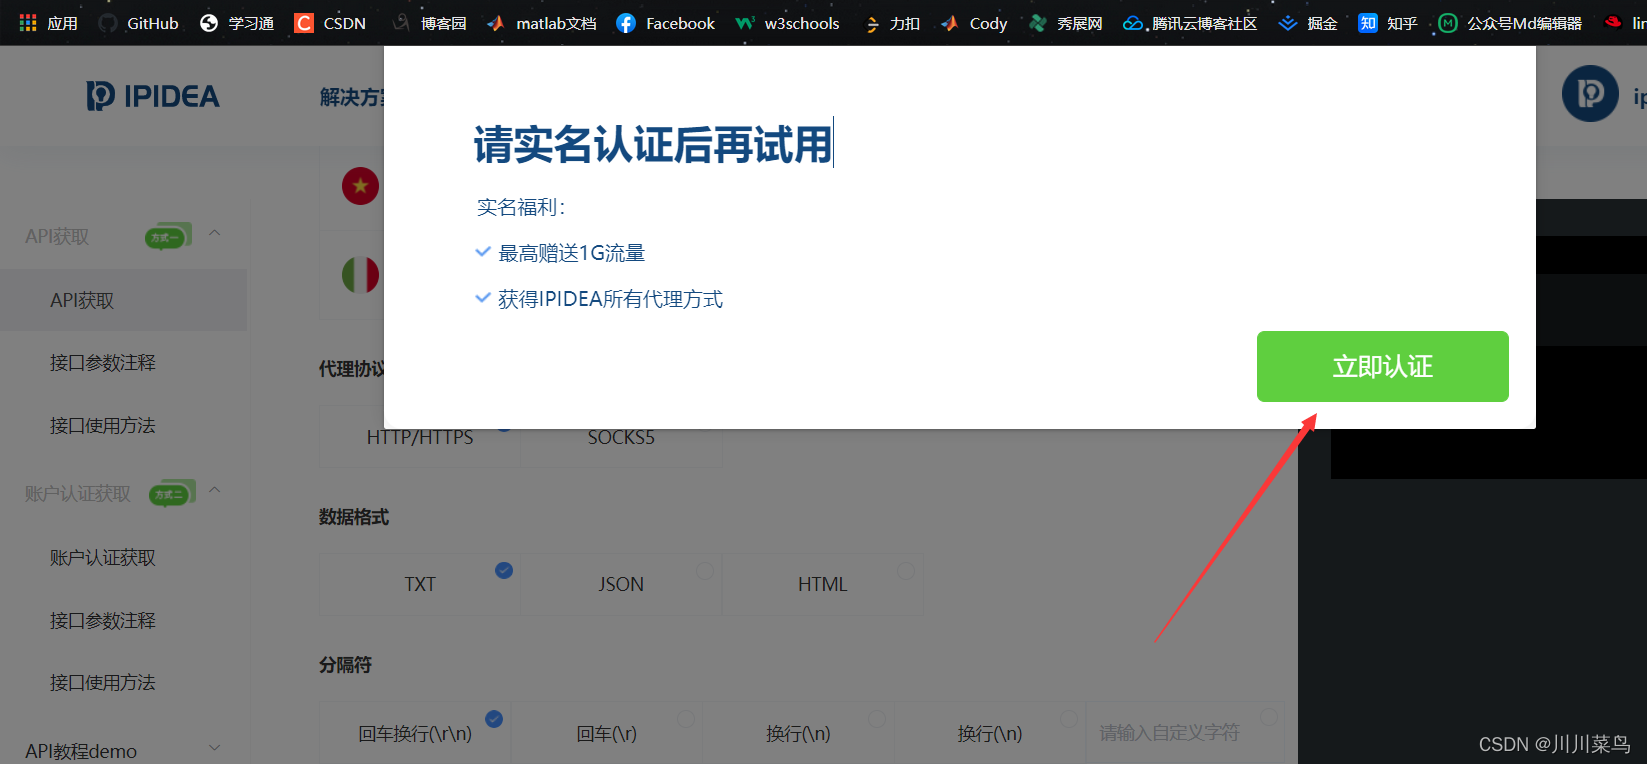 应用 GitHub 学习通 CSDN 博客园 matlab文档 Facebook w3schools 力扣 Cody 秀展网 腾讯云博客社区 掘金 知乎 公众号Md编辑器 lin
IPIDEA
解决方案
ip
请实名认证后再试用
实名福利：
最高赠送1G流量
获得IPIDEA所有代理方式
立即认证
API获取 方式一
API获取
接口参数注释
接口使用方法
账户认证获取 方式二
账户认证获取
接口参数注释
接口使用方法
API教程demo
代理协议
HTTP/HTTPS SOCKS5
数据格式
TXT JSON HTML
分隔符
回车换行(\r\n) 回车(\r) 换行(\n) 换行(\n) 请输入自定义字符
CSDN @川川菜鸟